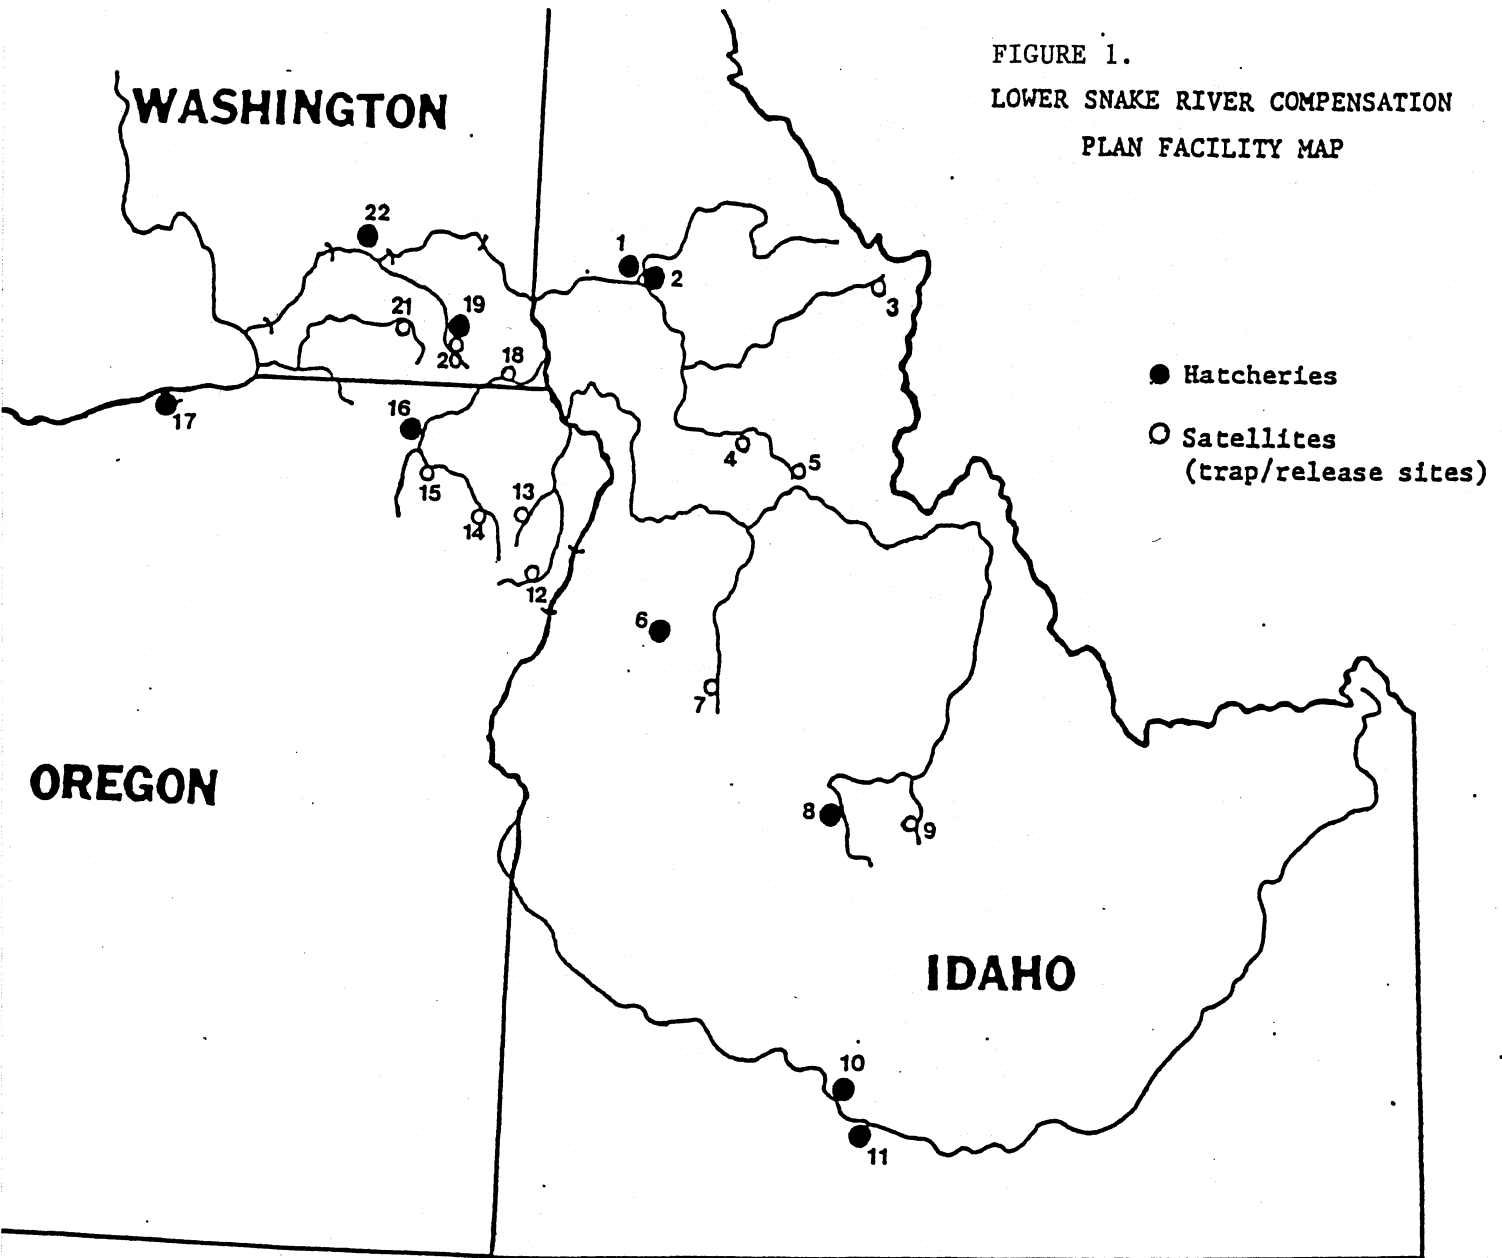 FIGURE 1.
LOWER SNAKE RIVER COMPENSATION
PLAN FACILITY MAP
WASHINGTON
22
1
2
3
21
19
20
18
17
16
15
14
13
12
4
5
6
7
Hatcheries
Satellites
(trap/release sites)
OREGON
8
9
IDAHO
10
11